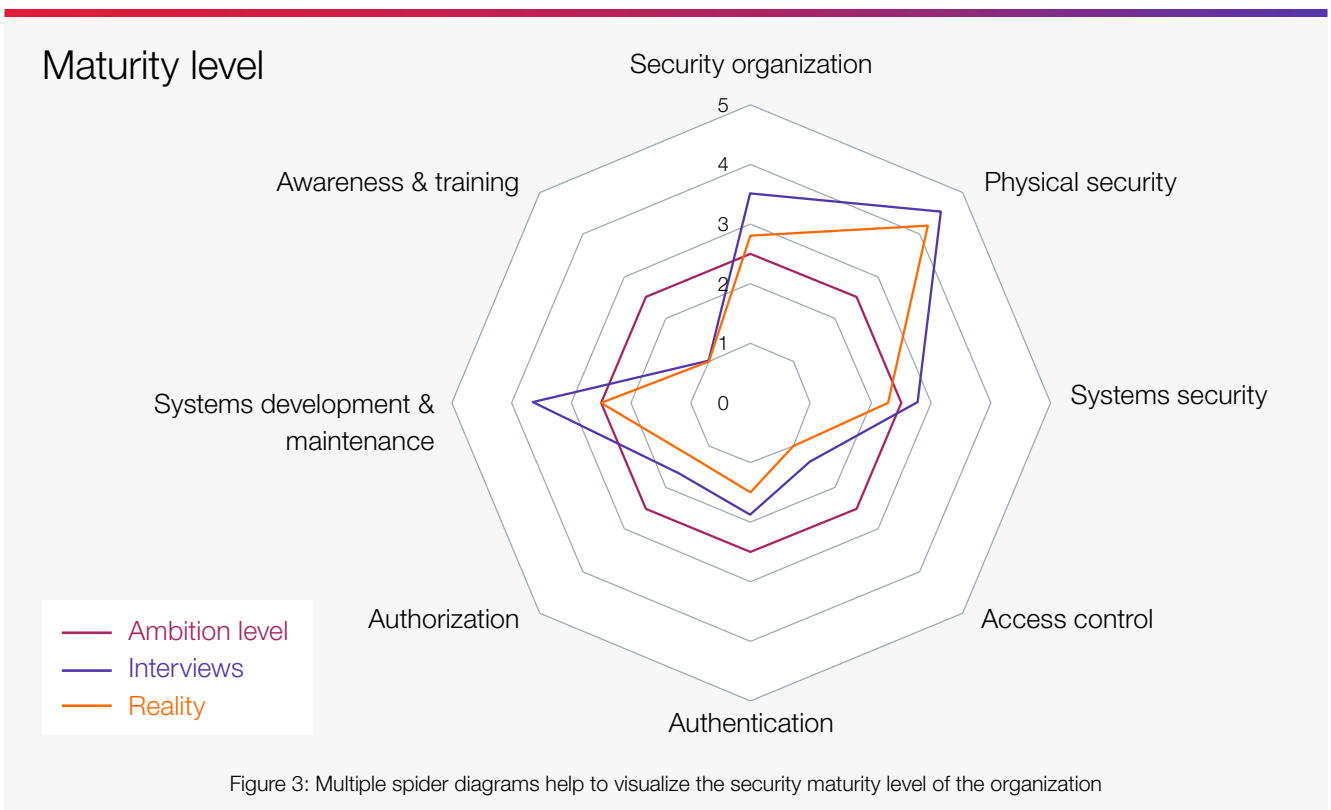 Maturity level
Security organization
5
4
3
2
1
0
Awareness & training
Physical security
Systems development &
maintenance
Systems security
Authorization
Access control
Authentication
Ambition level
Interviews
Reality
Figure 3: Multiple spider diagrams help to visualize the security maturity level of the organization